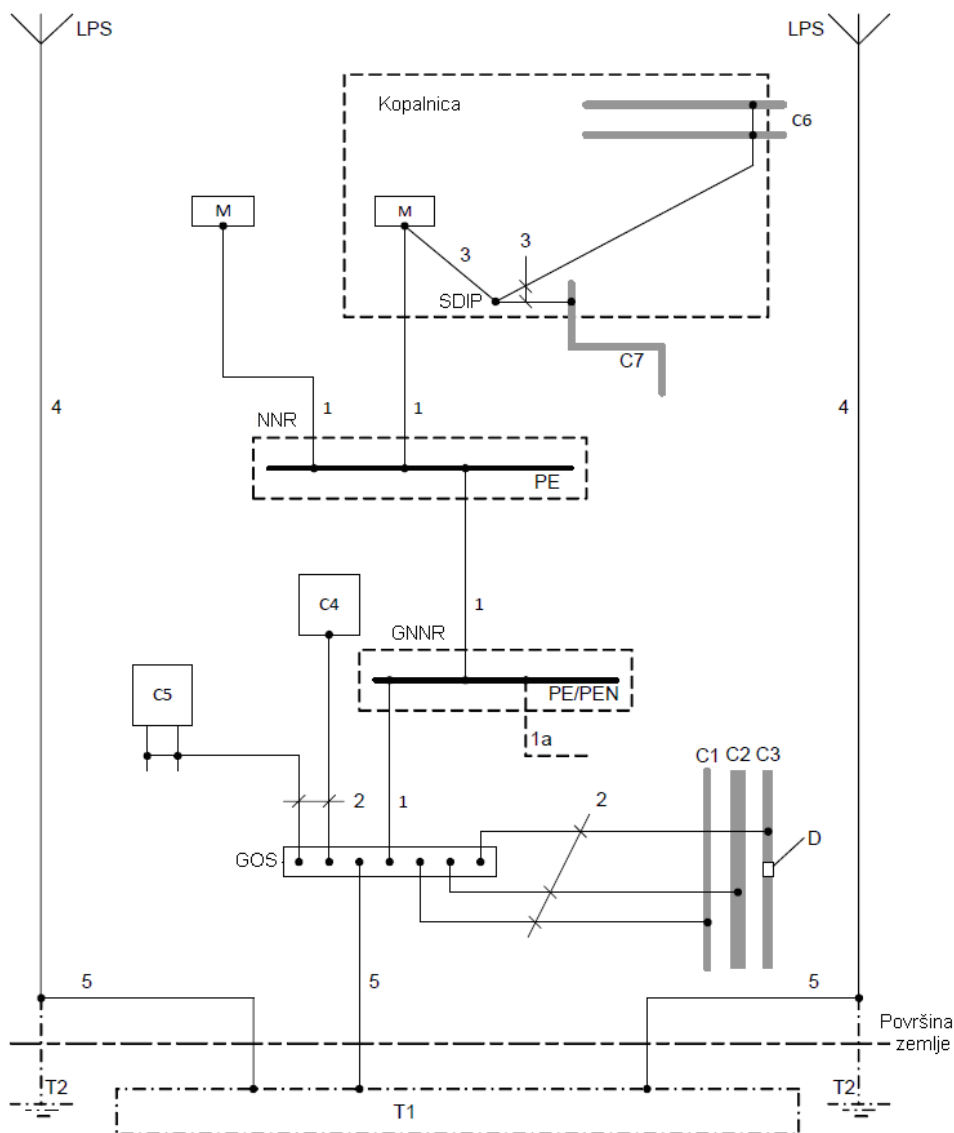 LPS
LPS
Kopalnica
C6
M
M
3
3
SDIP
C7
4
4
1
1
NNR
PE
C4
1
GNNR
C5
PE/PEN
1a
C1 C2 C3
2
1
2
D
GOS
5
5
5
Površina
zemlje
T2
T2
T1